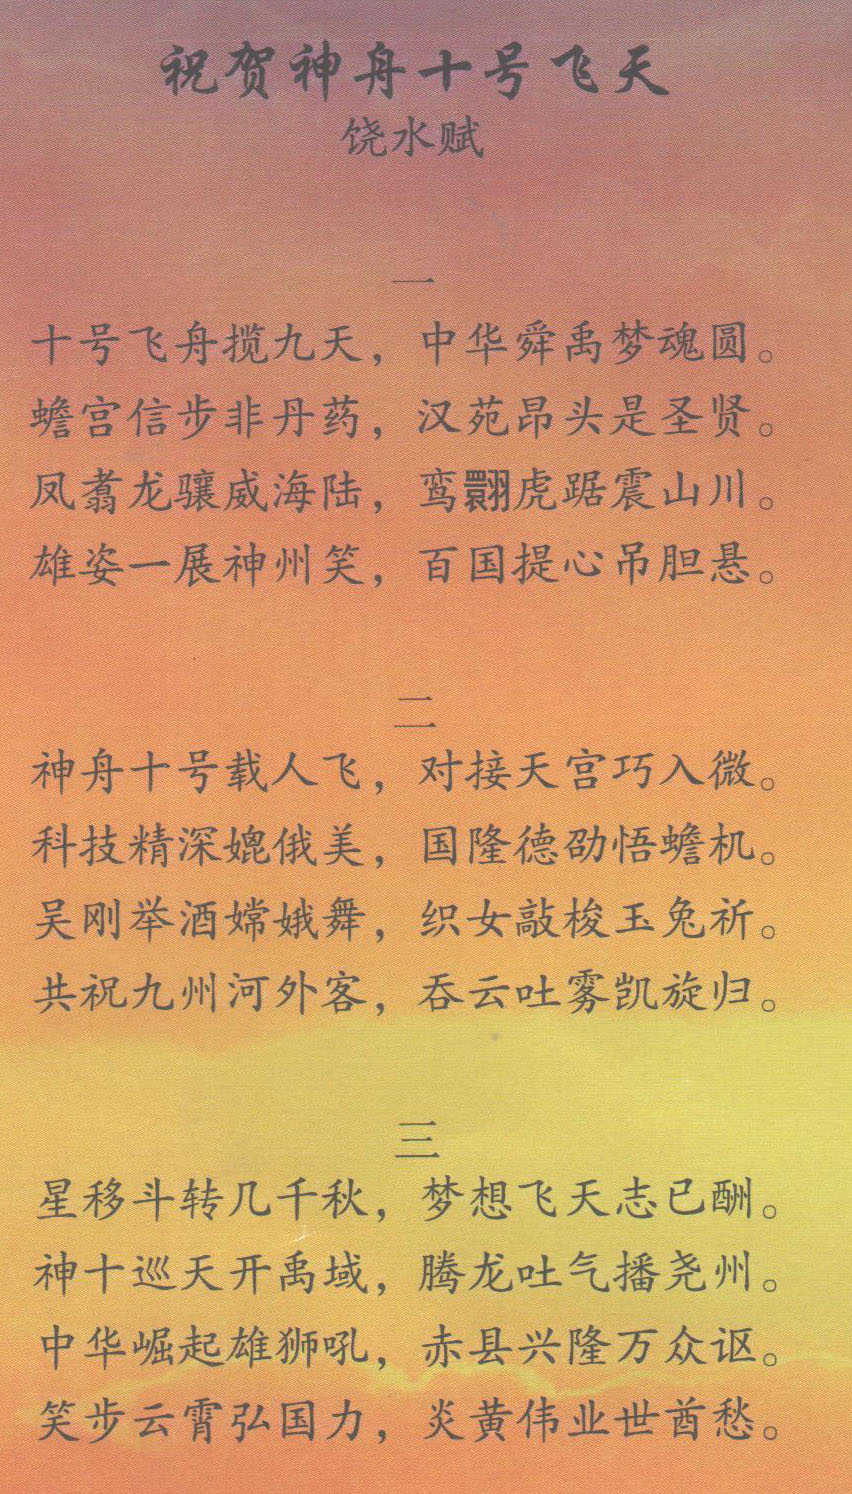 祝贺神舟十号飞天
饶水赋
一
十号飞舟揽九天，中华舜禹梦魂圆。
蟾宫信步非丹药，汉苑昂头是圣贤。
凤翥龙骧威海陆，鸾翾虎踞震山川。
雄姿一展神州笑，百国提心吊胆悬。
二
神舟十号载人飞，对接天宫巧入微。
科技精深媲俄美，国隆德劭悟蟾机。
吴刚举酒嫦娥舞，织女敲梭玉兔祈。
共祝九州河外客，吞云吐雾凯旋归。
三
星移斗转几千秋，梦想飞天志已酬。
神十巡天开禹域，腾龙吐气播尧州。
中华崛起雄狮吼，赤县兴隆万众讴。
笑步云霄弘国力，炎黄伟业世酋愁。